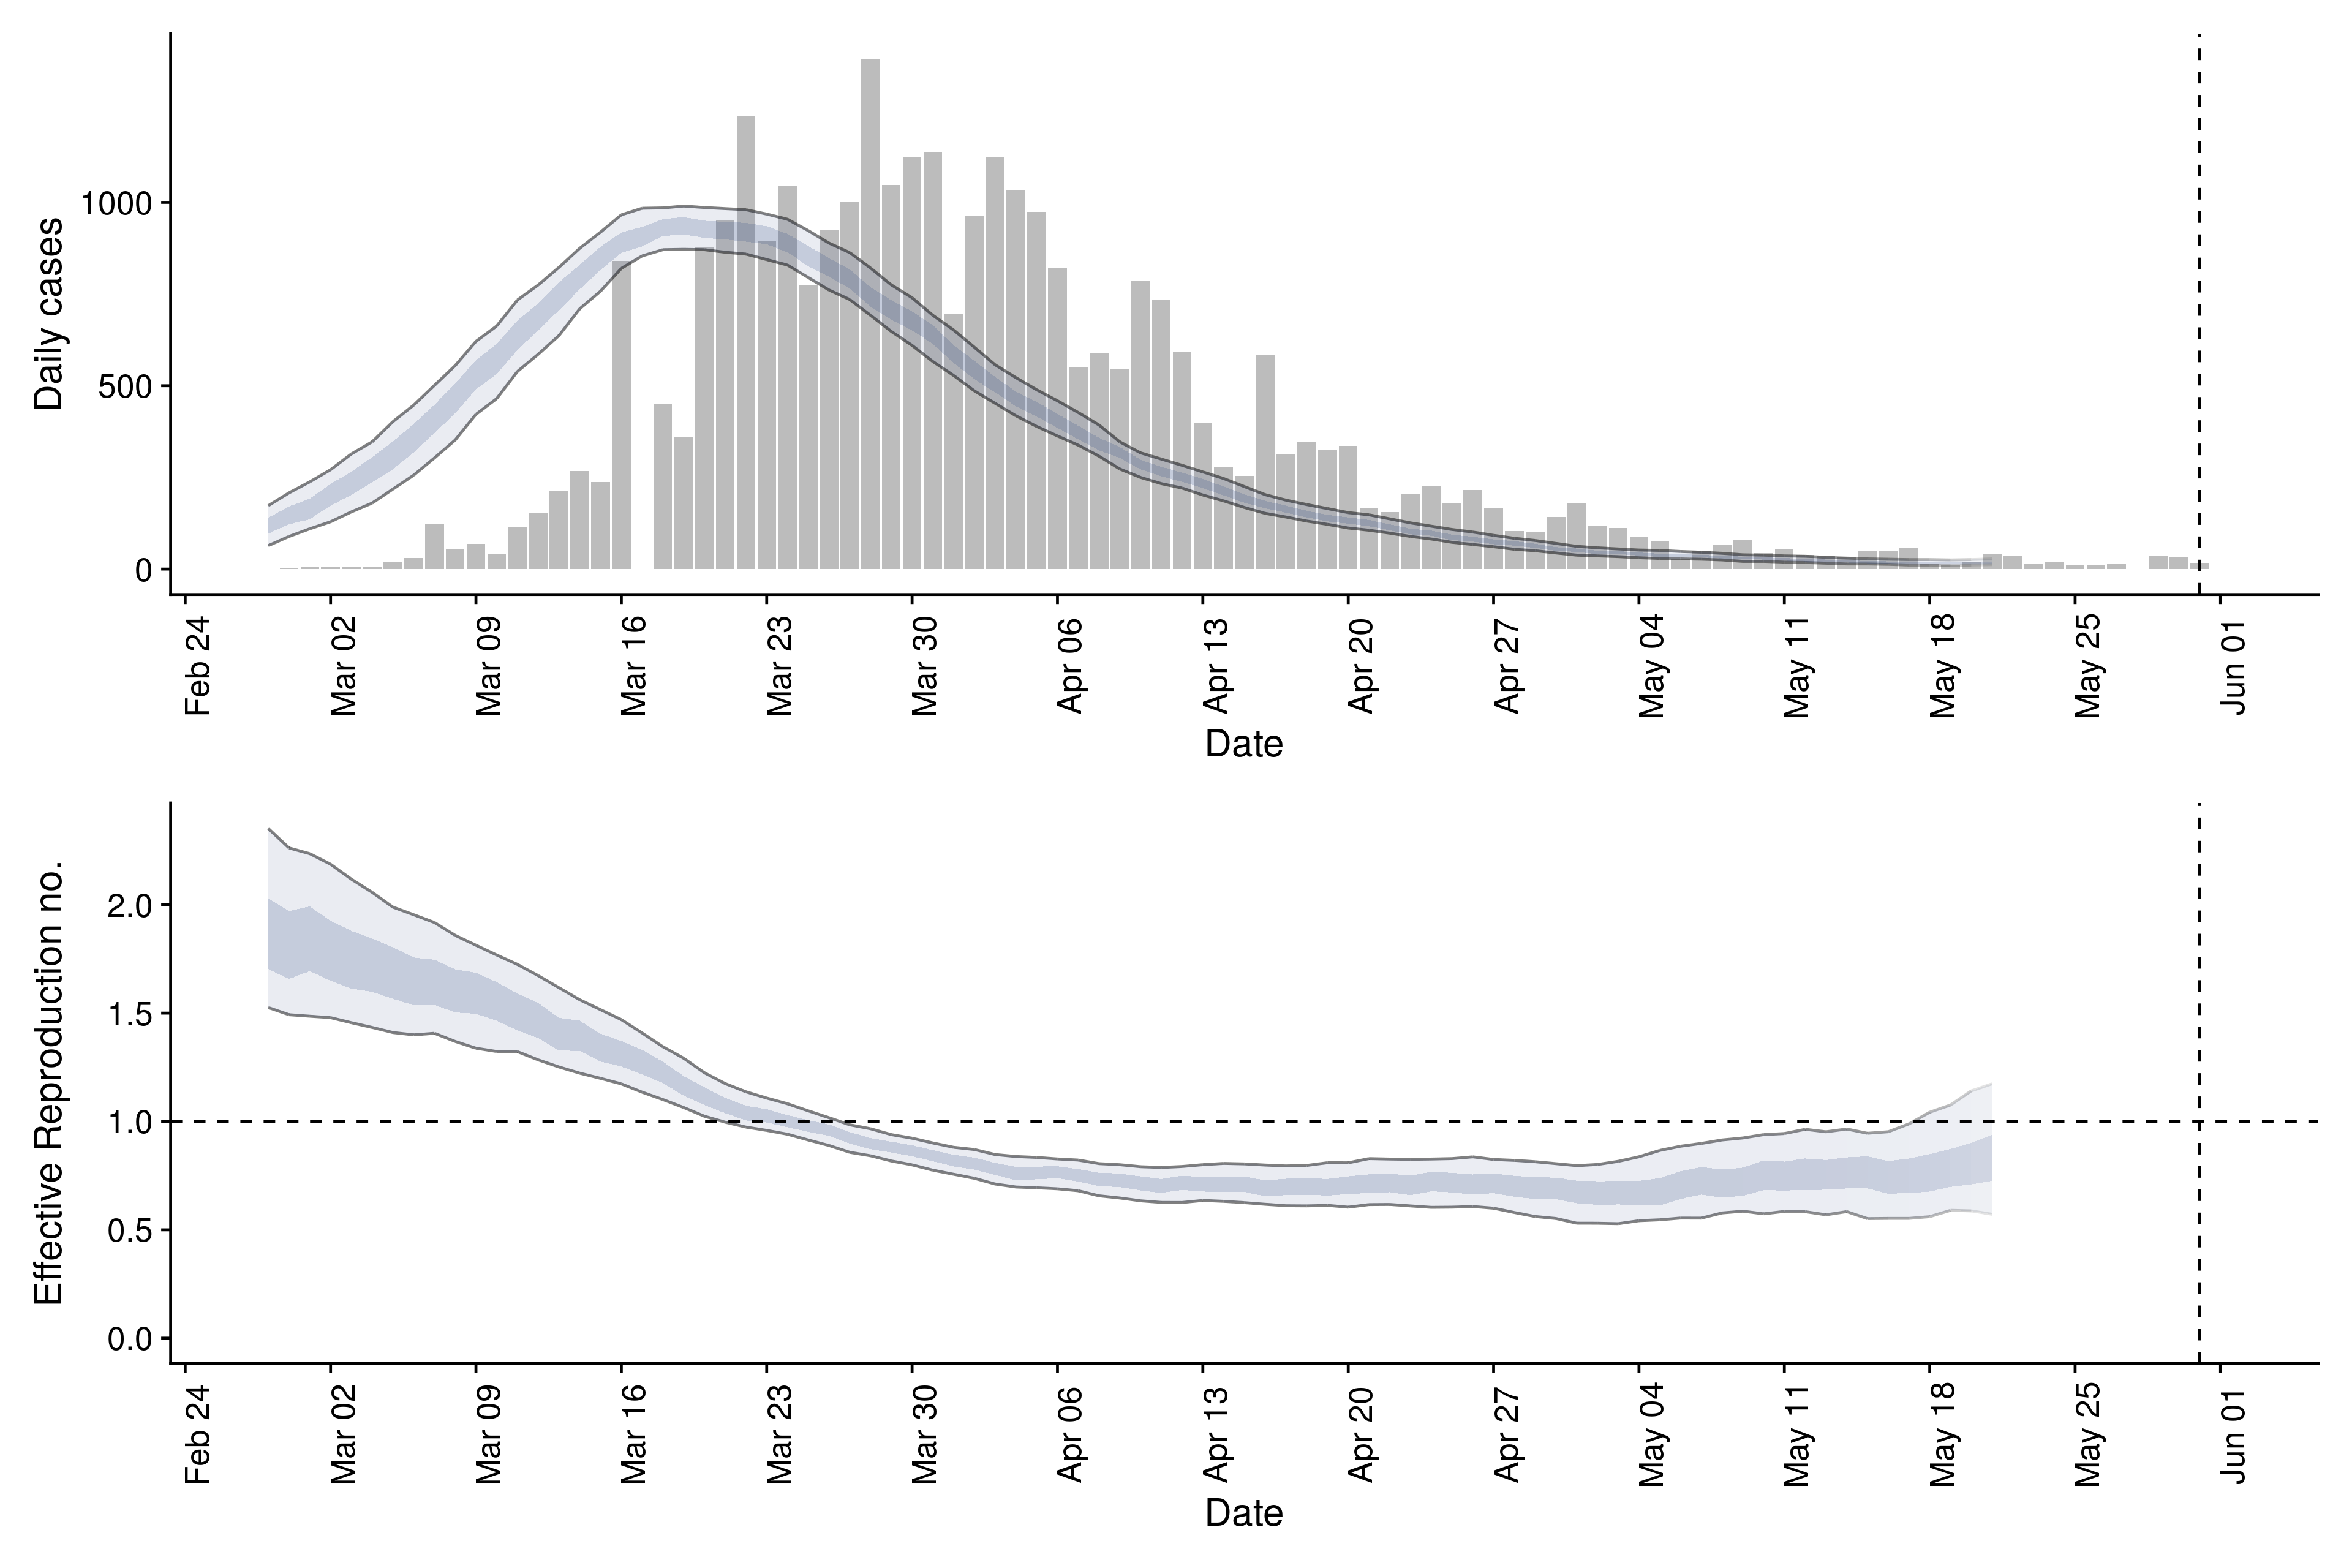 Daily cases
1000
500
0
Feb 24
Mar 02
Mar 09
Mar 16
Mar 23
Mar 30
Apr 06
Apr 13
Apr 20
Apr 27
May 04
May 11
May 18
May 25
Jun 01
Date
Effective Reproduction no.
2.0
1.5
1.0
0.5
0.0
Feb 24
Mar 02
Mar 09
Mar 16
Mar 23
Mar 30
Apr 06
Apr 13
Apr 20
Apr 27
May 04
May 11
May 18
May 25
Jun 01
Date